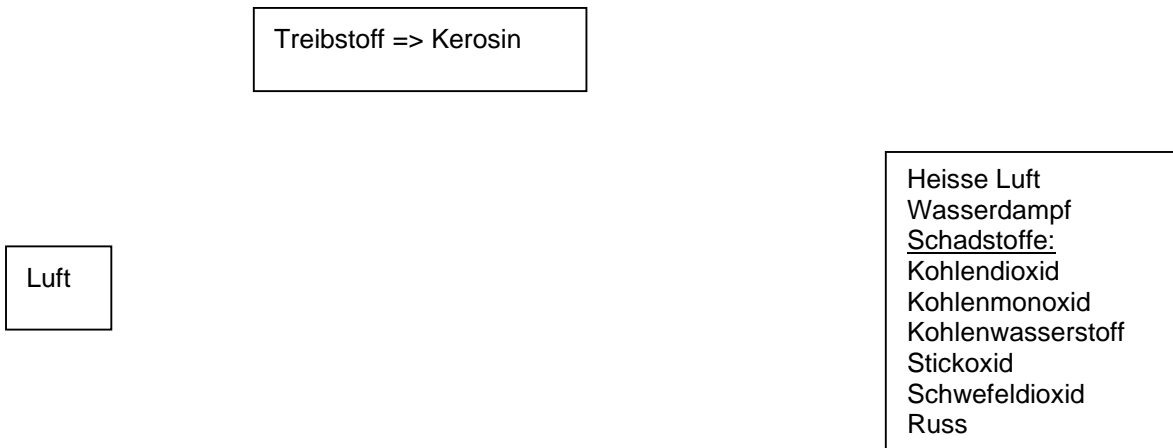 Treibstoff => Kerosin
Luft
Heisse Luft
Wasserdampf
Schadstoffe:
Kohlendioxid
Kohlenmonoxid
Kohlenwasserstoff
Stickoxid
Schwefeldioxid
Russ